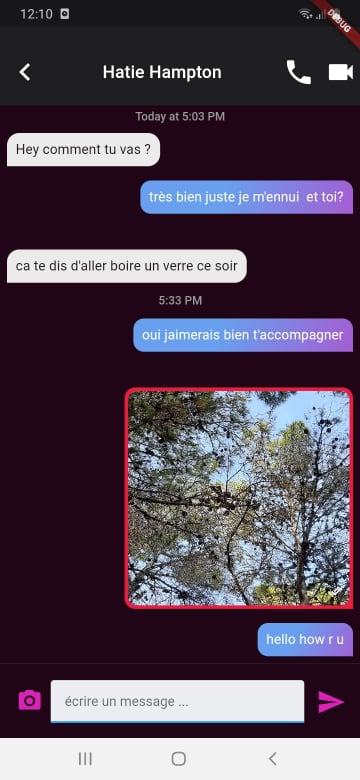 12:10
DEBUG
Hatie Hampton
Today at 5:03 PM
Hey comment tu vas ?
très bien juste je m'ennui  et toi?
ca te dis d'aller boire un verre ce soir
5:33 PM
oui jaimerais bien t'accompagner
hello how r u
écrire un message ...